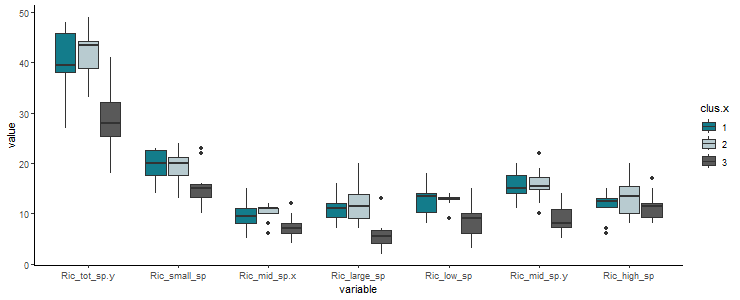 50
40
30
20
10
0
value
Ric_tot_sp.y Ric_small_sp Ric_mid_sp.x Ric_large_sp Ric_low_sp Ric_mid_sp.y Ric_high_sp
variable
clus.x
1
2
3